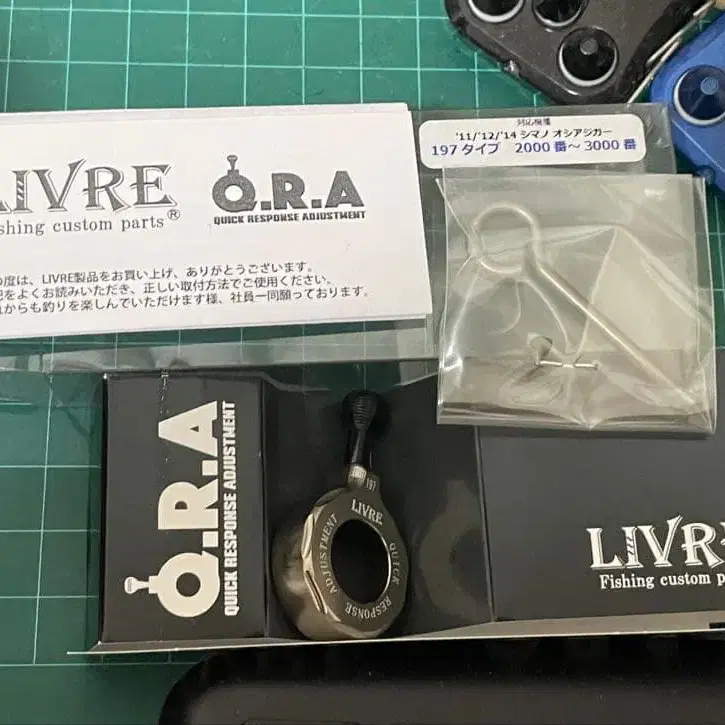 LIVRE
shing custom parts®
Q.R.A
QUICK RESPONSE ADJUSTMENT
の度は、LIVRE製品をお買い上げ、ありがとうございます。
をよくお読みいただき、正しい取付方法でご使用ください。
からも釣りを楽しんでいただけます様、社員一同願っております。
対応機種
'11/'12/'14 シマノ オシアジガー
197 タイプ 2000 番～ 3000 番
Q.R.A
QUICK RESPONSE ADJUSTMENT
197
LIVRE
QUICK RESPONSE ADJUSTMENT
LIVR
Fishing custom p